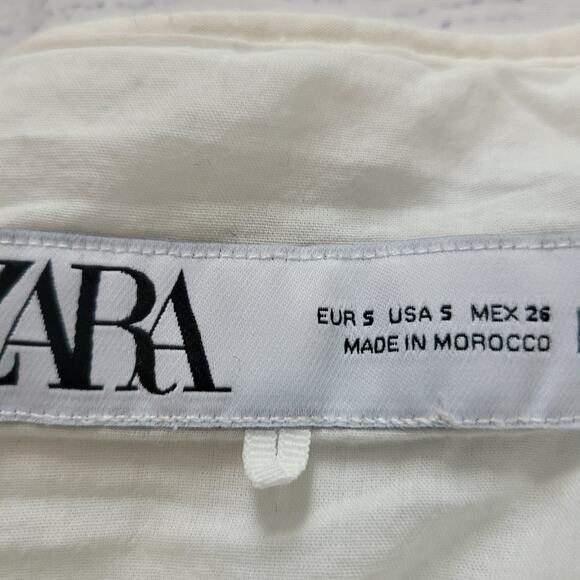 ZARA
EUR S USA S MEX 26
MADE IN MOROCCO